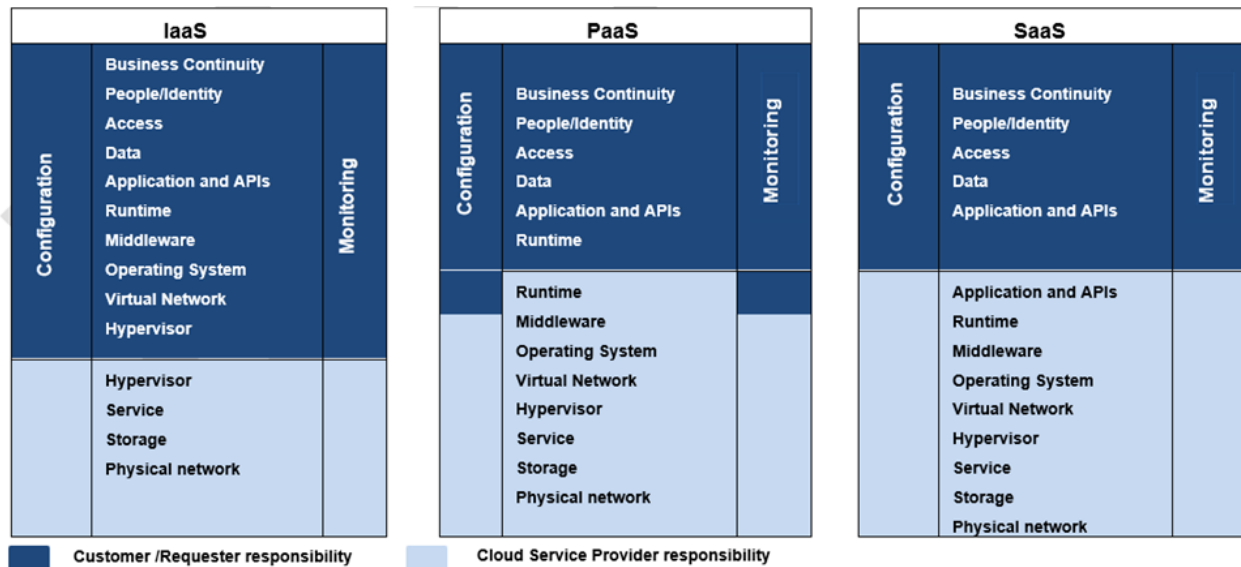 IaaS
Configuration
Business Continuity
People/Identity
Access
Data
Application and APIs
Runtime
Middleware
Operating System
Virtual Network
Hypervisor
Monitoring
Hypervisor
Service
Storage
Physical network
PaaS
Configuration
Business Continuity
People/Identity
Access
Data
Application and APIs
Runtime
Monitoring
Runtime
Middleware
Operating System
Virtual Network
Hypervisor
Service
Storage
Physical network
SaaS
Configuration
Business Continuity
People/Identity
Access
Data
Application and APIs
Monitoring
Application and APIs
Runtime
Middleware
Operating System
Virtual Network
Hypervisor
Service
Storage
Physical network
Customer /Requester responsibility
Cloud Service Provider responsibility